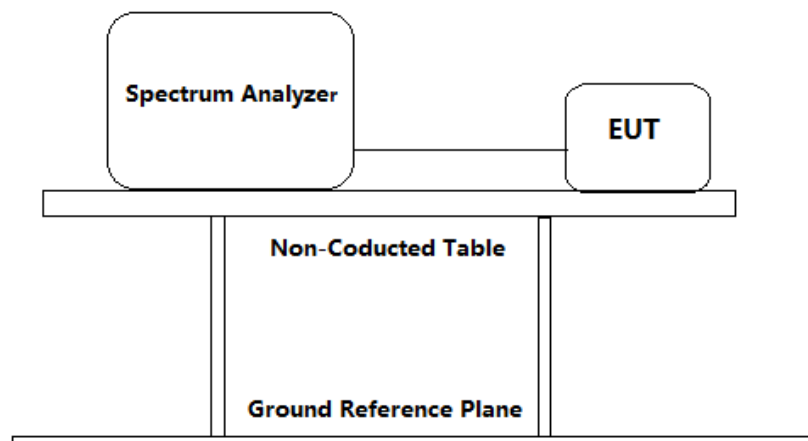 Spectrum Analyzer
EUT
Non-Coducted Table
Ground Reference Plane